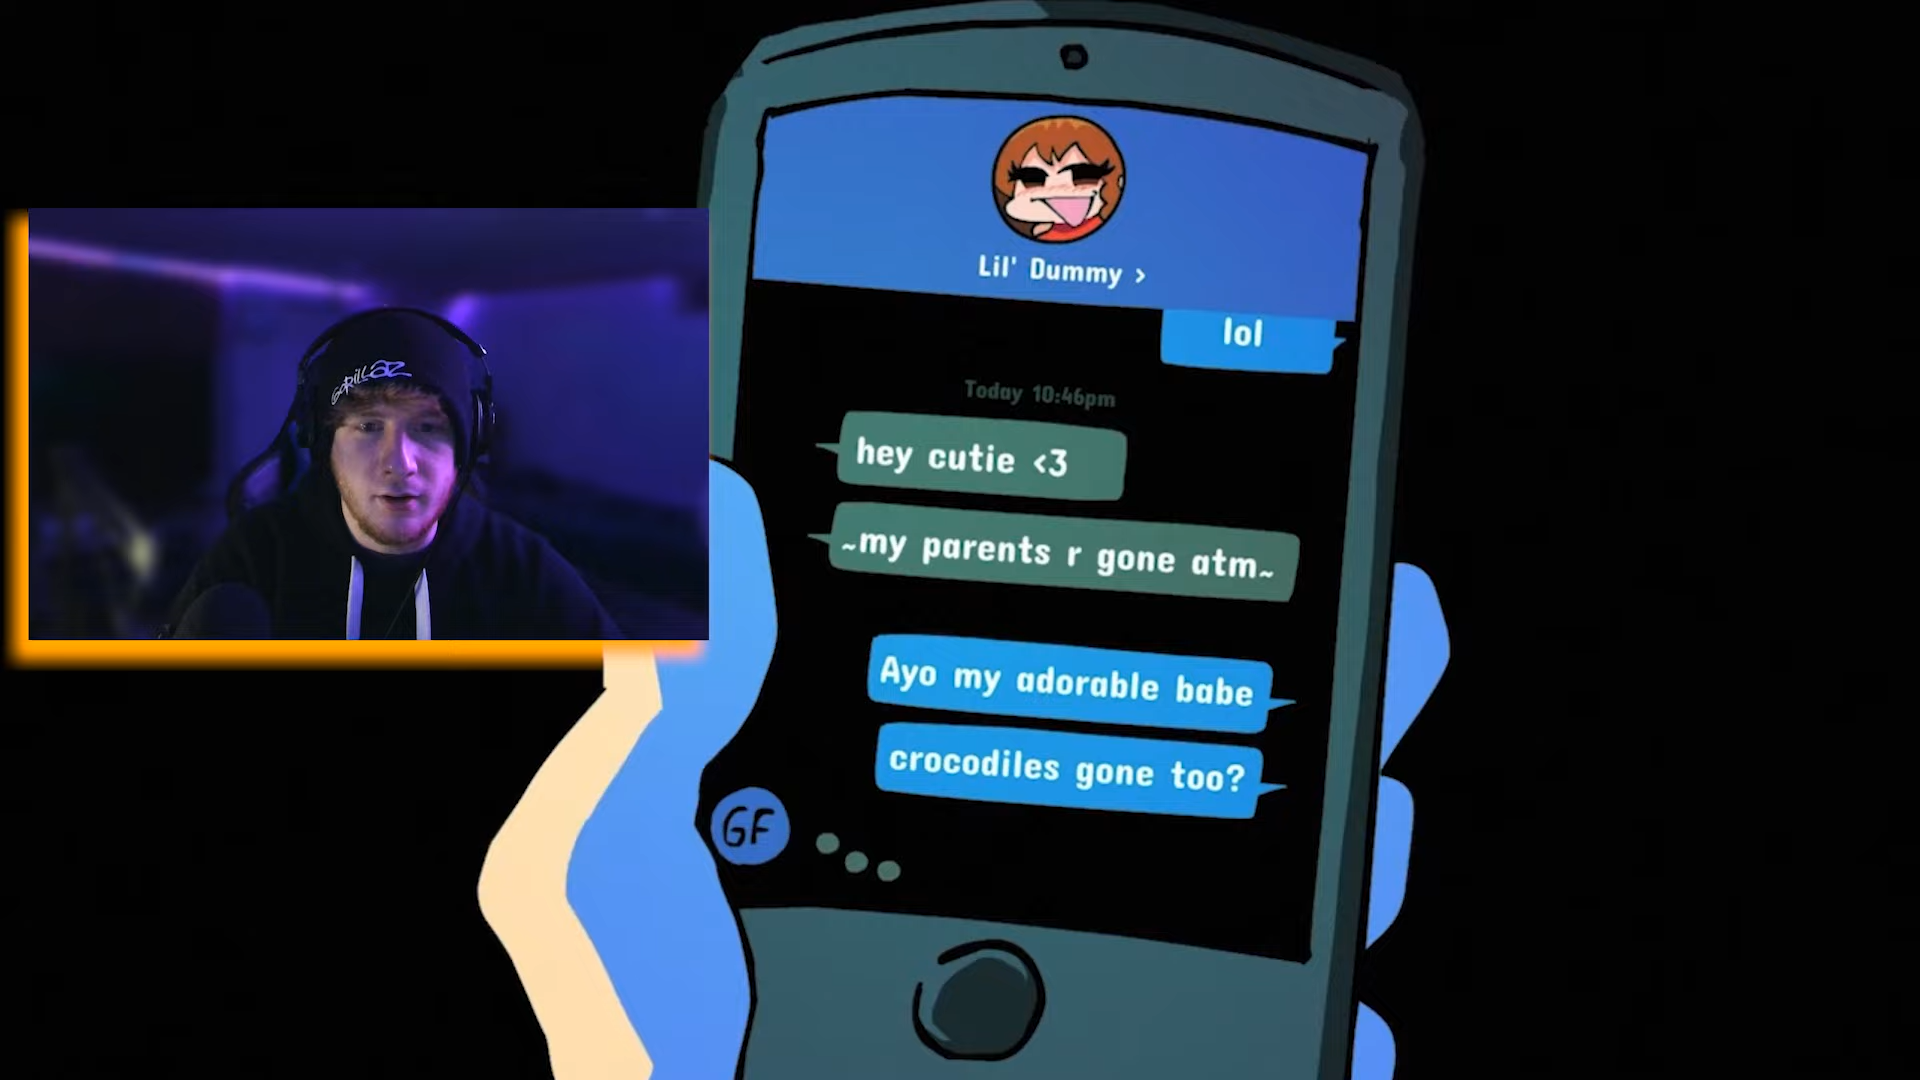 GORILLAZ
Lil' Dummy >
lol
Today 10:46pm
hey cutie <3
~my parents r gone atm~
Ayo my adorable babe
crocodiles gone too?
GF